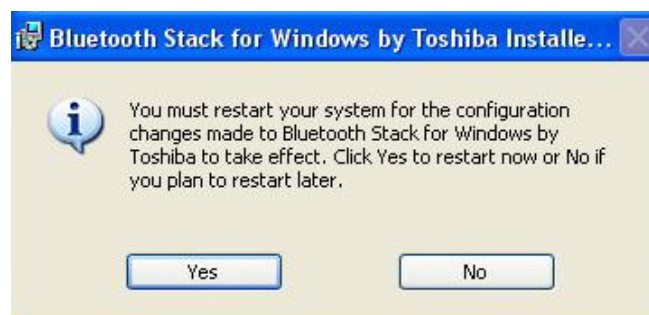 Bluetooth Stack for Windows by Toshiba Installe...
You must restart your system for the configuration
changes made to Bluetooth Stack for Windows by
Toshiba to take effect. Click Yes to restart now or No if
you plan to restart later.
Yes
No